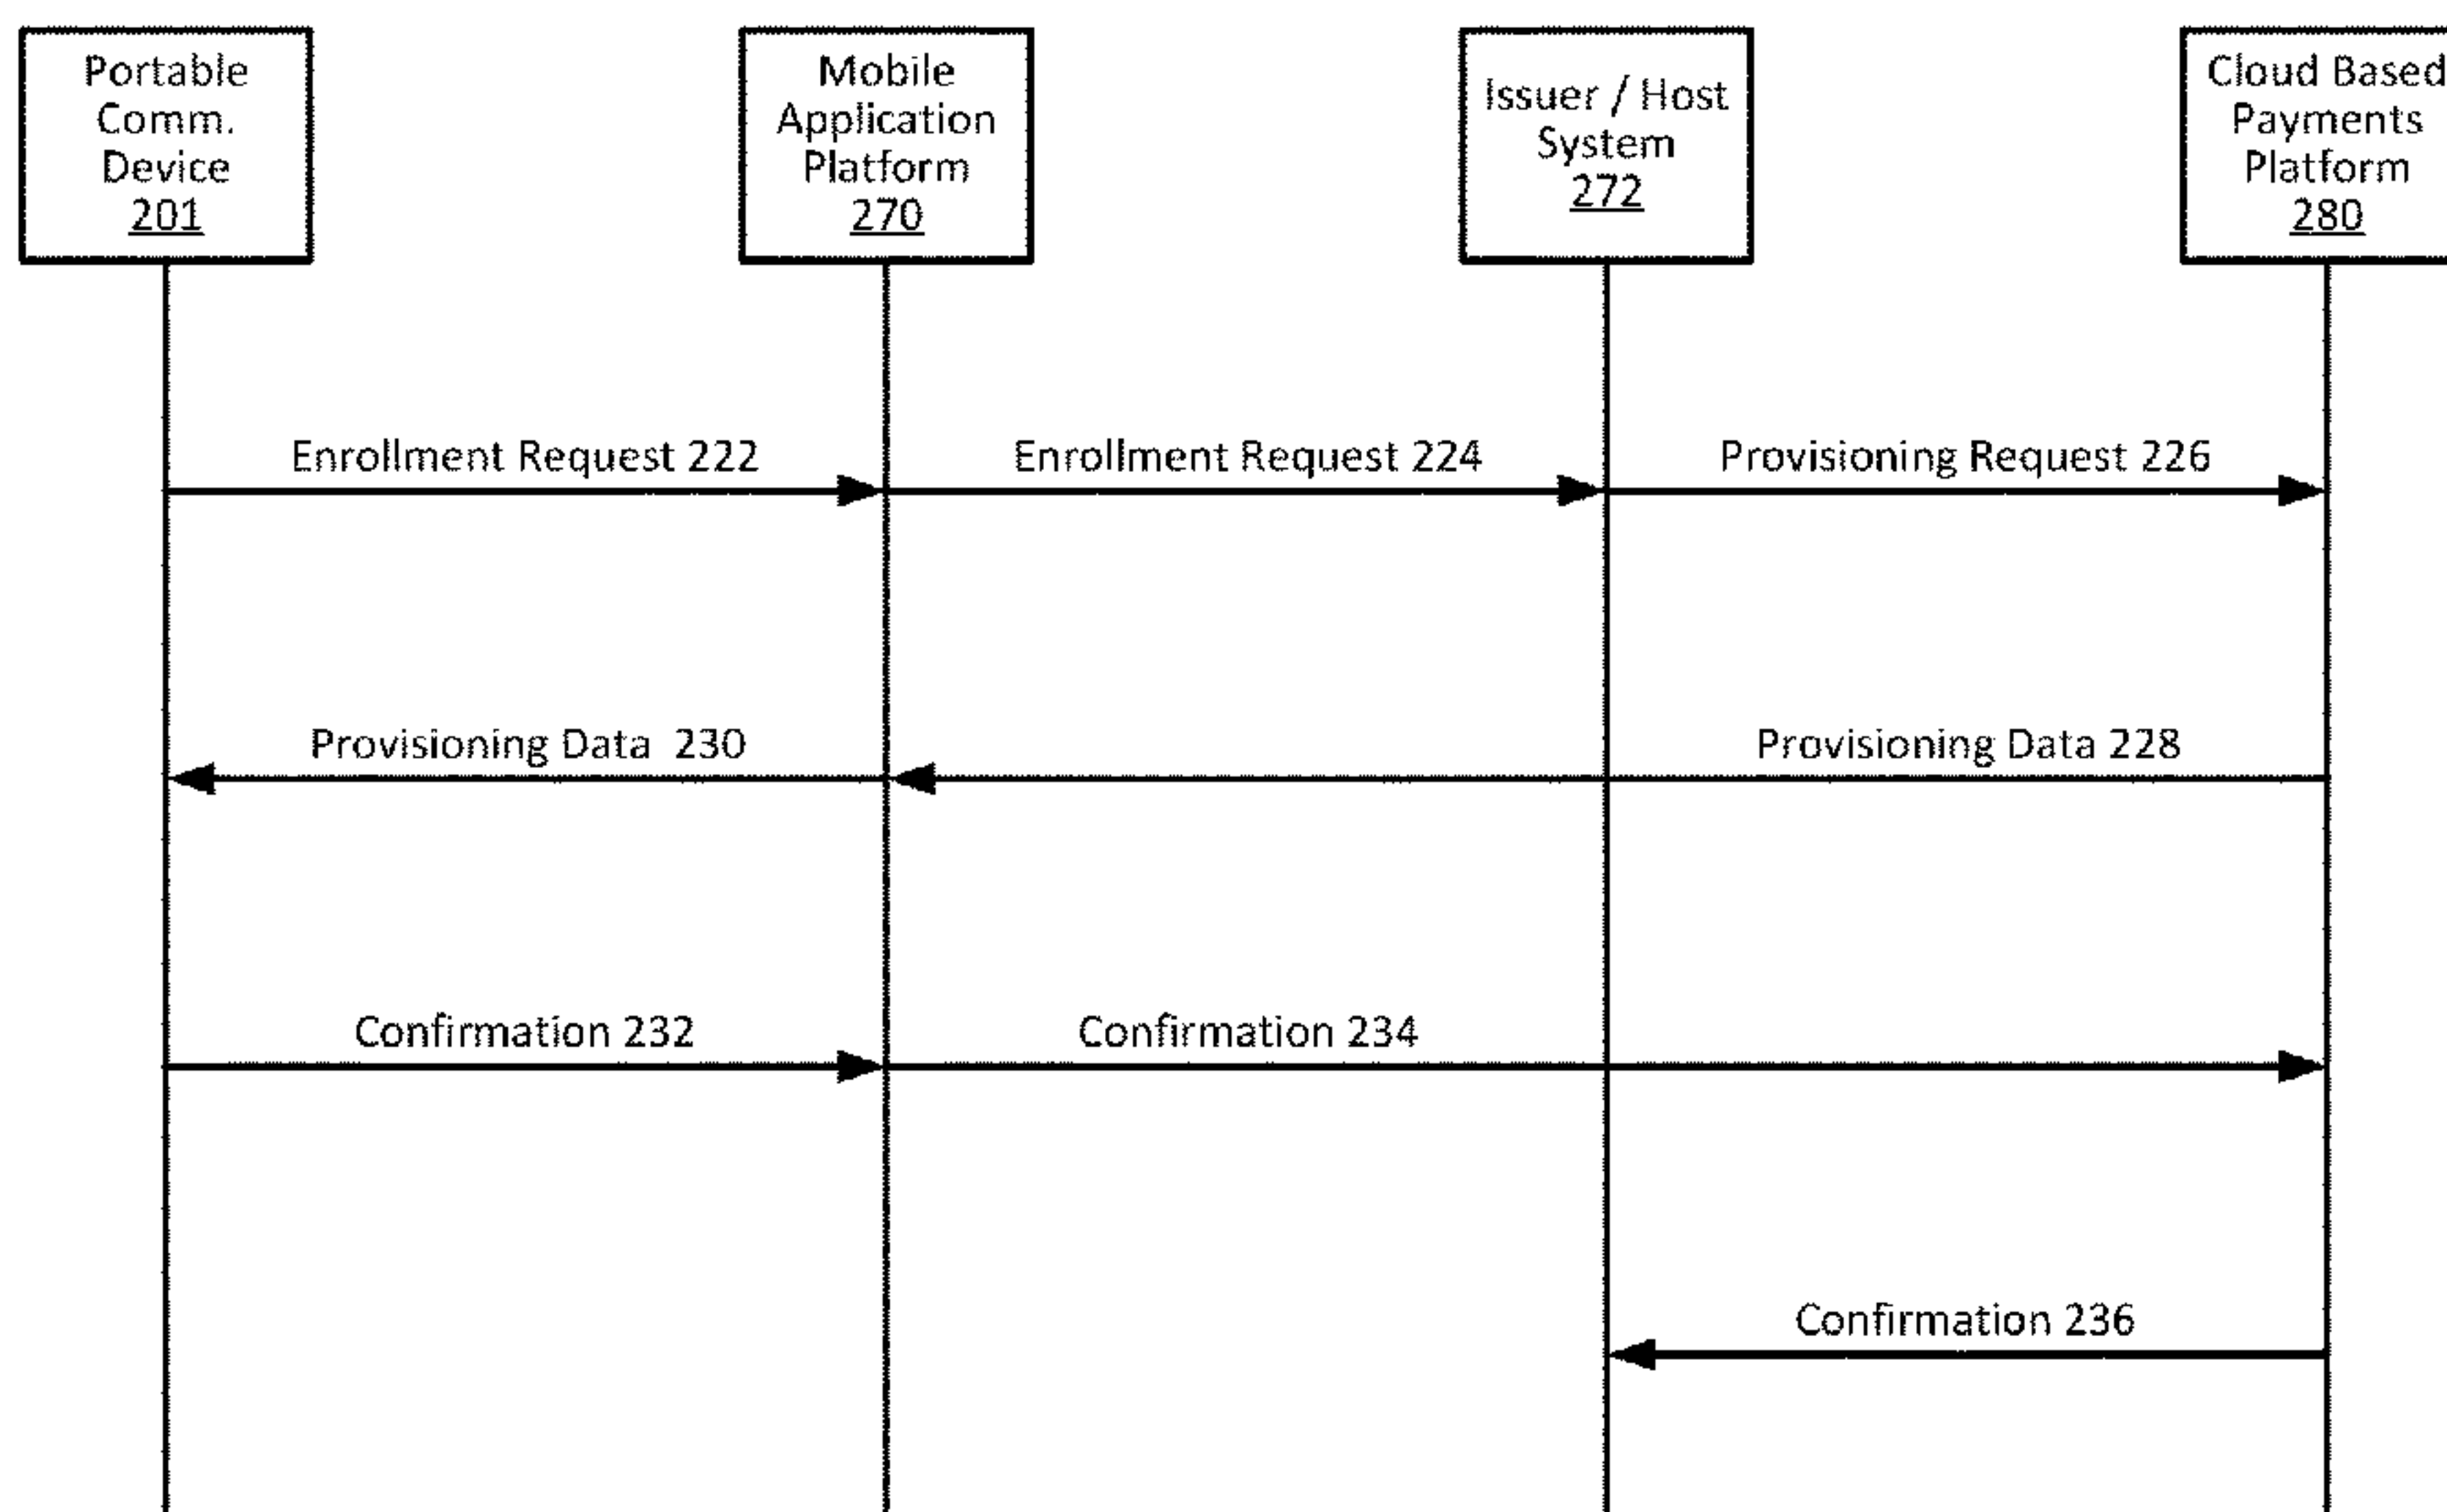 Portable
Comm.
Device
201
Mobile
Application
Platform
270
Issuer / Host
System
272
Cloud Based
Payments
Platform
280
Enrollment Request 222
Enrollment Request 224
Provisioning Request 226
Provisioning Data 230
Provisioning Data 228
Confirmation 232
Confirmation 234
Confirmation 236